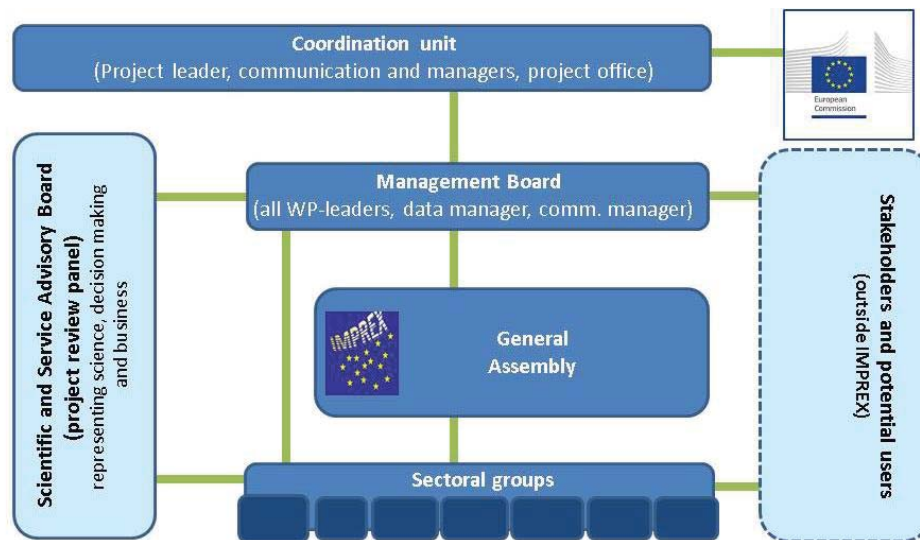 Coordination unit
(Project leader, communication and managers, project office)
European
Commission
Scientific and Service Advisory Board
(project review panel)
representing science, decision making
and business
Management Board
(all WP-leaders, data manager, comm. manager)
Stakeholders and potential users
(outside IMPREX)
IMPREX
General
Assembly
Sectoral groups